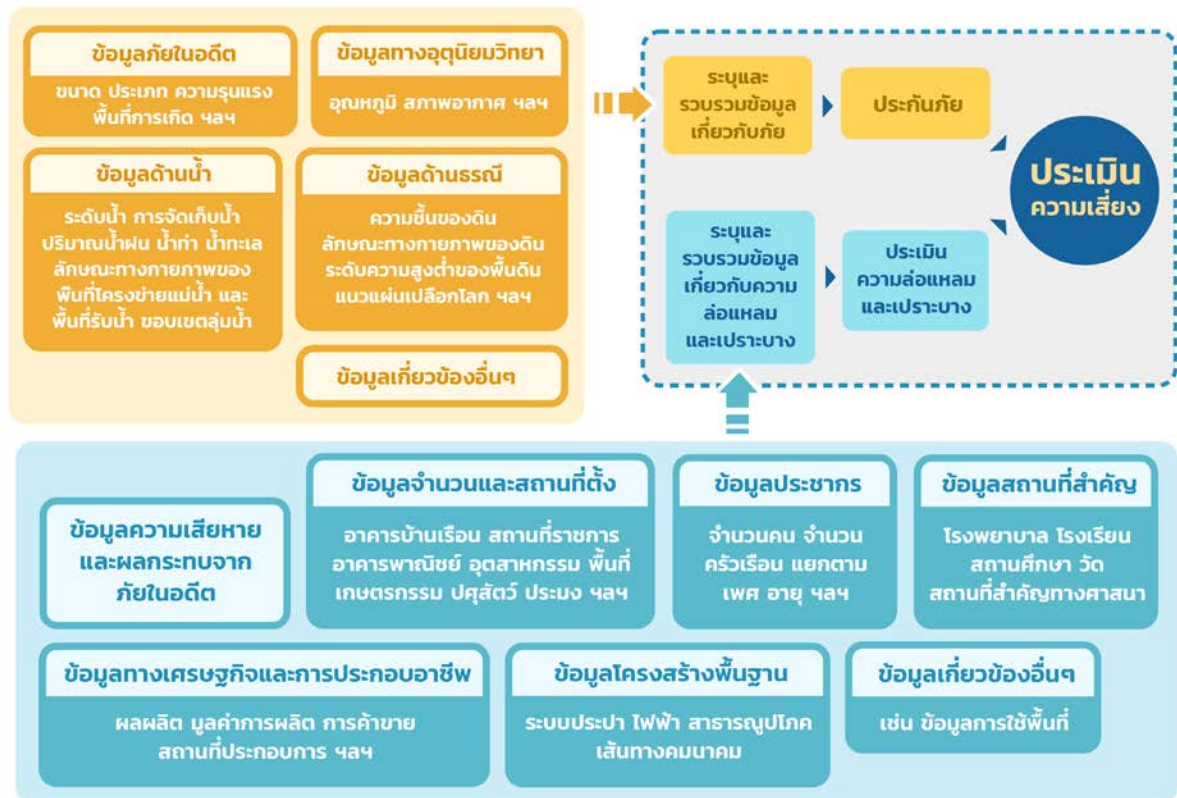 ข้อมูลภัยในอดีต
ขนาด ประเภท ความรุนแรง
พื้นที่การเกิด ฯลฯ
ข้อมูลทางอุตุนิยมวิทยา
อุณหภูมิ สภาพอากาศ ฯลฯ
ข้อมูลด้านน้ำ
ระดับน้ำ การจัดเก็บน้ำ
ปริมาณน้ำฝน น้ำท่า น้ำทะเล
ลักษณะทางกายภาพของ
พื้นที่โครงข่ายแม่น้ำ และ
พื้นที่รับน้ำ ขอบเขตลุ่มน้ำ
ข้อมูลด้านธรณี
ความชื้นของดิน
ลักษณะทางกายภาพของดิน
ระดับความสูงต่ำของพื้นดิน
แนวแผ่นเปลือกโลก ฯลฯ
ข้อมูลเกี่ยวข้องอื่นๆ
ระบุและ
รวบรวมข้อมูล
เกี่ยวกับภัย
ประกันภัย
ระบุและ
รวบรวมข้อมูล
เกี่ยวกับความ
ล่อแหลม
และเปราะบาง
ประเมิน
ความล่อแหลม
และเปราะบาง
ประเมิน
ความเสี่ยง
ข้อมูลความเสียหาย
และผลกระทบจาก
ภัยในอดีต
ข้อมูลจำนวนและสถานที่ตั้ง
อาคารบ้านเรือน สถานที่ราชการ
อาคารพาณิชย์ อุตสาหกรรม พื้นที่
เกษตรกรรม ปศุสัตว์ ประมง ฯลฯ
ข้อมูลประชากร
จำนวนคน จำนวน
ครัวเรือน แยกตาม
เพศ อายุ ฯลฯ
ข้อมูลสถานที่สำคัญ
โรงพยาบาล โรงเรียน
สถานศึกษา วัด
สถานที่สำคัญทางศาสนา
ข้อมูลทางเศรษฐกิจและการประกอบอาชีพ
ผลผลิต มูลค่าการผลิต การค้าขาย
สถานที่ประกอบการ ฯลฯ
ข้อมูลโครงสร้างพื้นฐาน
ระบบประปา ไฟฟ้า สาธารณูปโภค
เส้นทางคมนาคม
ข้อมูลเกี่ยวข้องอื่นๆ
เช่น ข้อมูลการใช้พื้นที่